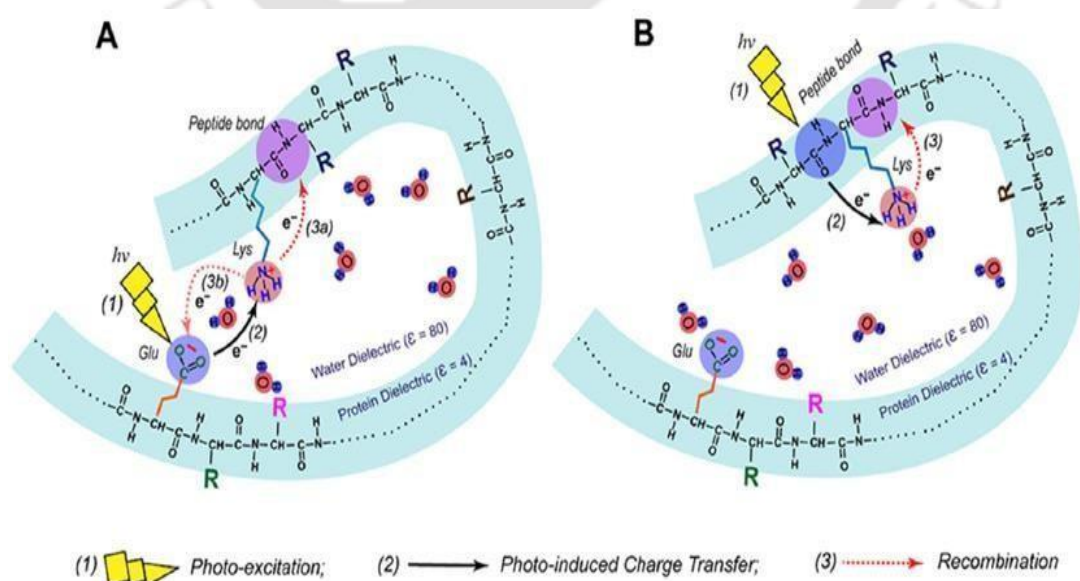 A
B
hν
(1)
Peptide bond
R
R
Lys
e⁻
(3a)
(3b)
e⁻
hν
(1)
Glu
e⁻
(2)
Water Dielectric (ε = 80)
Protein Dielectric (ε = 4)
R
R
R
hν
(1)
Peptide bond
R
R
Lys
(3)
e⁻
e⁻
(2)
Glu
Water Dielectric (ε = 80)
Protein Dielectric (ε = 4)
R
R
R
(1) Photo-excitation; (2) Photo-induced Charge Transfer; (3) Recombination